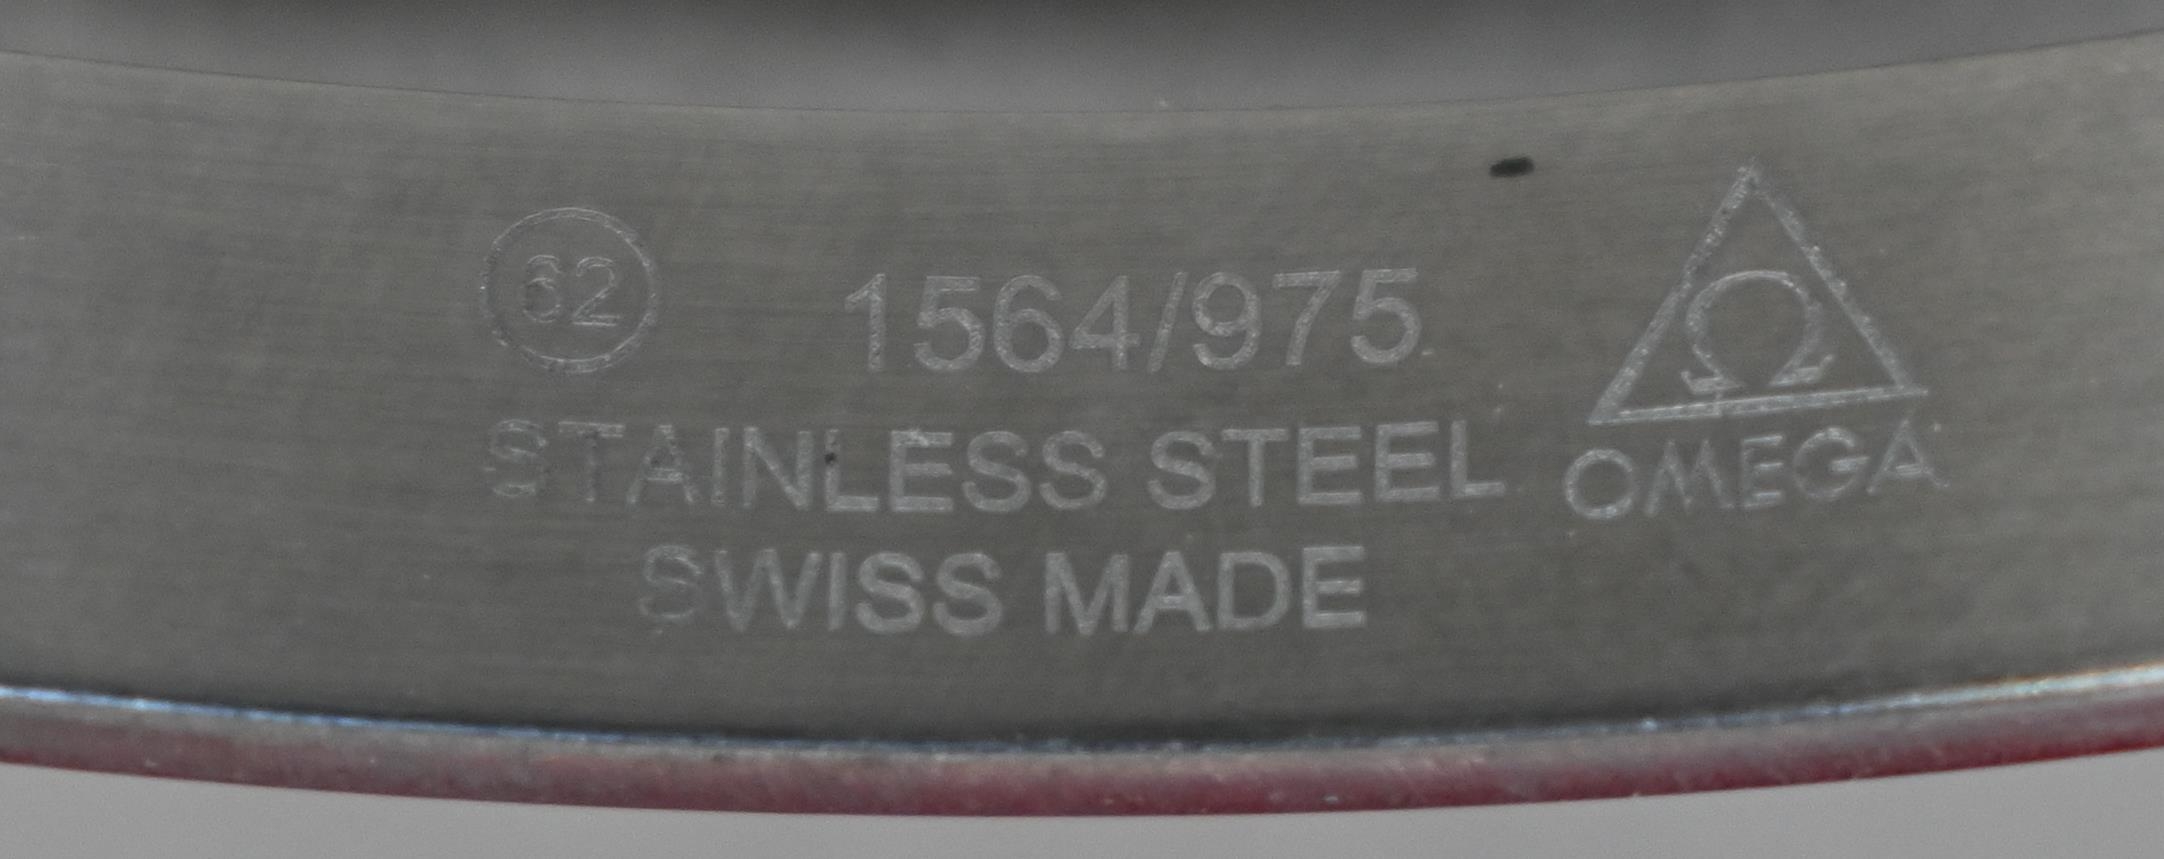 62 1564/975
STAINLESS STEEL
SWISS MADE
Ω
OMEGA